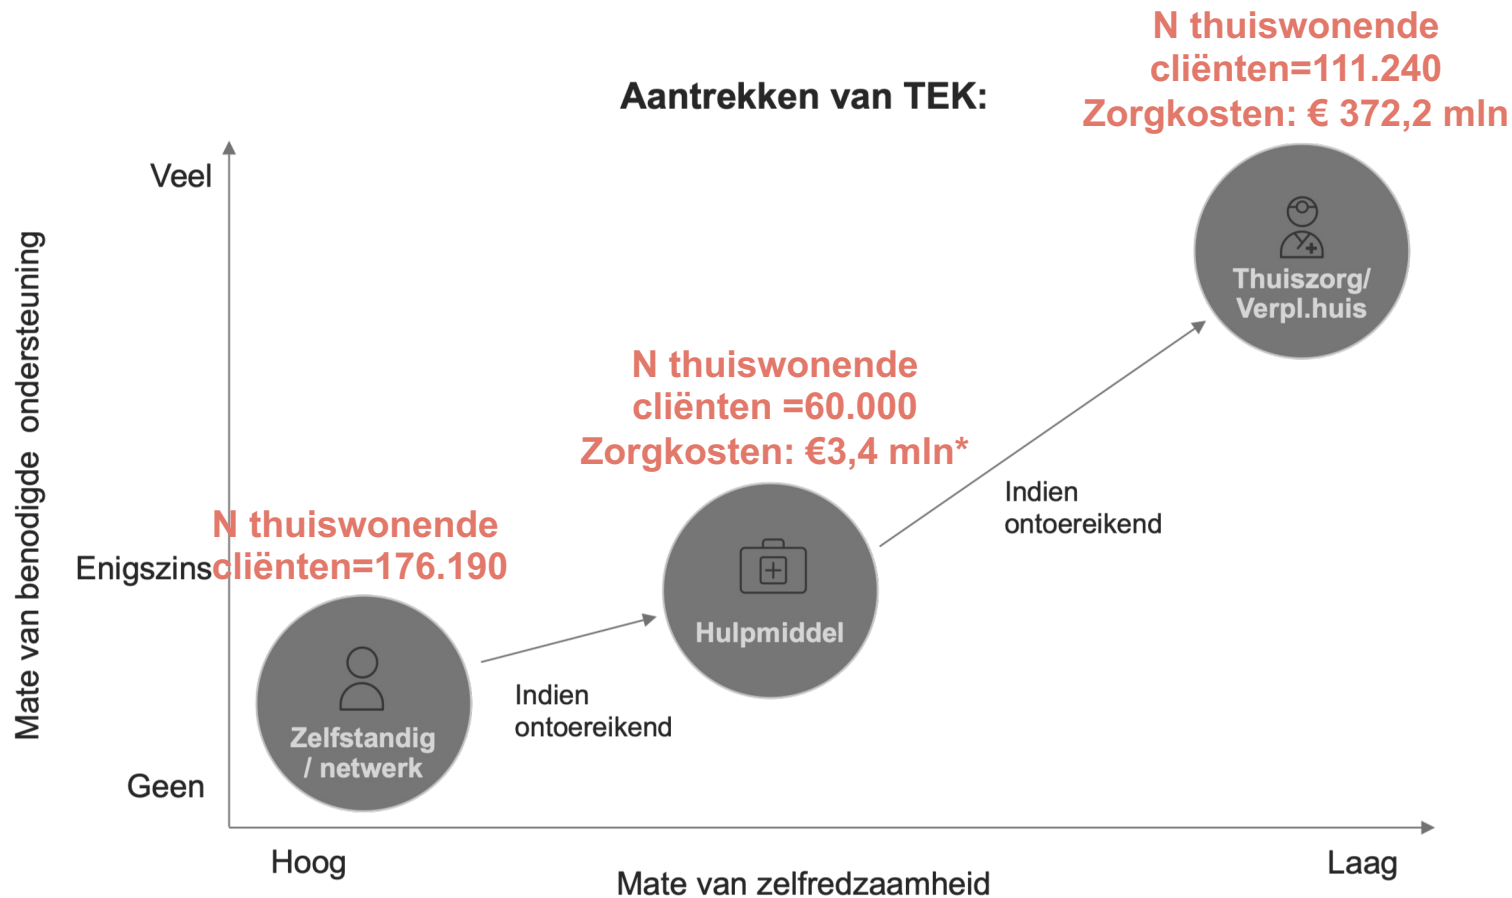 N thuiswonende
cliënten=111.240
Zorgkosten: € 372,2 mln
Aantrekken van TEK:
Veel
Mate van benodigde ondersteuning
Thuiszorg/
Verpl.huis
N thuiswonende
cliënten =60.000
Zorgkosten: €3,4 mln*
Indien
ontoereikend
N thuiswonende
cliënten=176.190
Enigszins
Hulpmiddel
Indien
ontoereikend
Zelfstandig
/ netwerk
Geen
Hoog
Laag
Mate van zelfredzaamheid